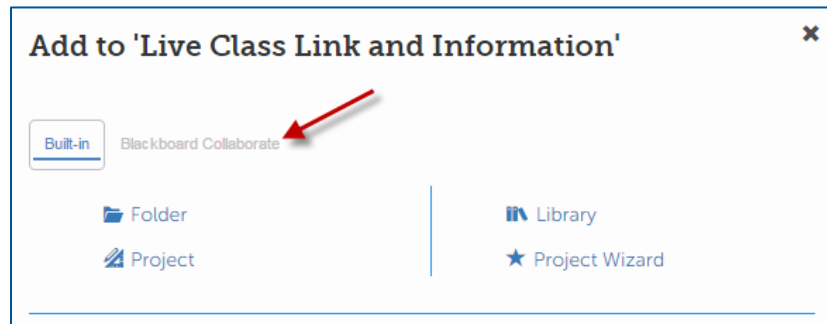 Add to 'Live Class Link and Information'
Built-in Blackboard Collaborate
Folder Library
Project Project Wizard